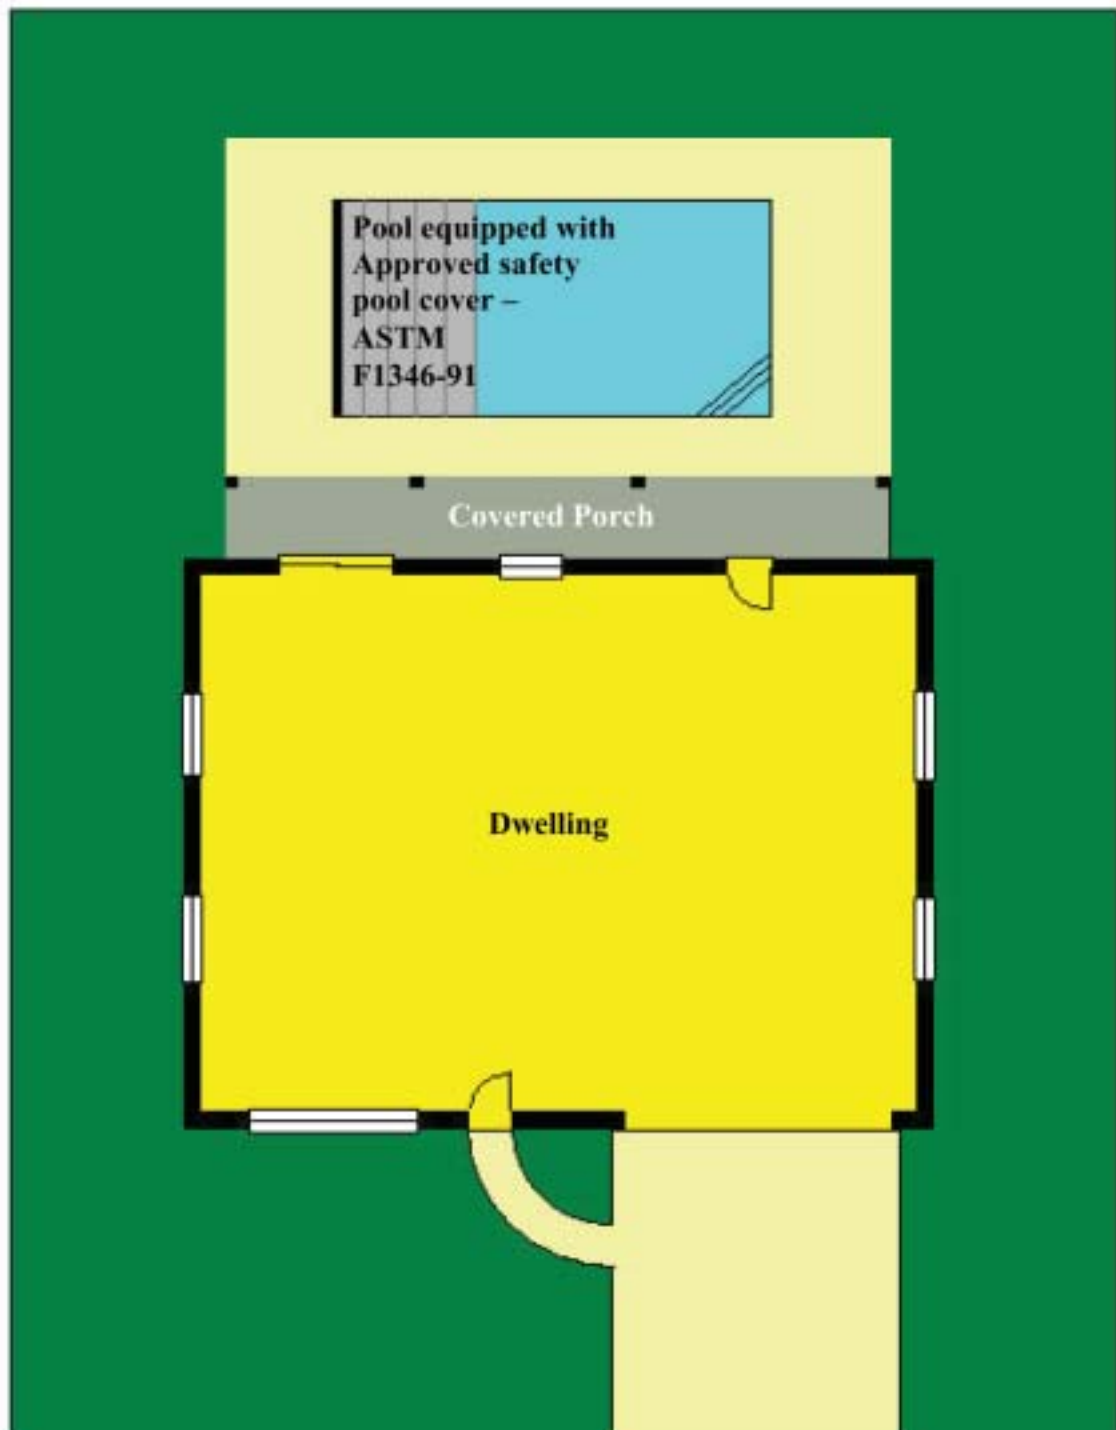 Pool equipped with
Approved safety
pool cover –
ASTM
F1346-91
Covered Porch
Dwelling